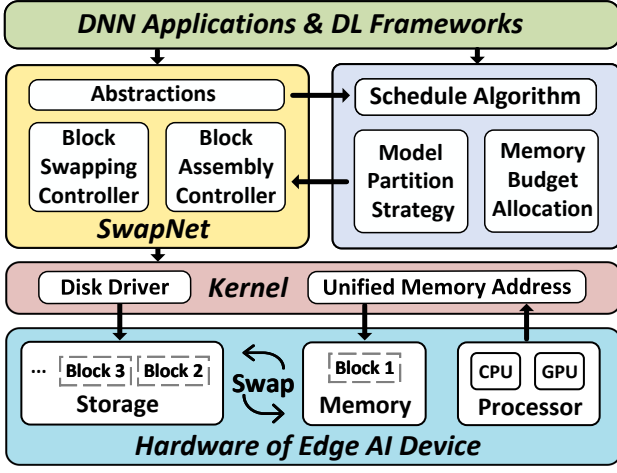 DNN Applications & DL Frameworks
Abstractions
Block
Swapping
Controller
Block
Assembly
Controller
SwapNet
Schedule Algorithm
Model
Partition
Strategy
Memory
Budget
Allocation
Disk Driver
Kernel
Unified Memory Address
... Block 3 Block 2
Storage
Swap
Block 1
Memory
CPU GPU
Processor
Hardware of Edge AI Device